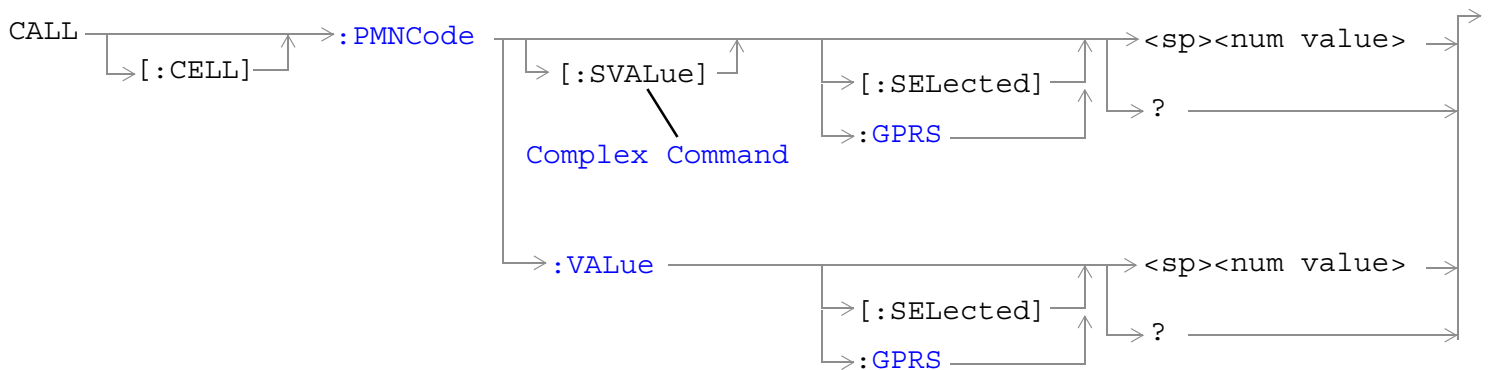 CALL
:PMNCode
<sp><num value>
[:CELL]
[:SVALue]
[:SELected]
?
:GPRS
Complex Command
:VALue
<sp><num value>
[:SELected]
?
:GPRS